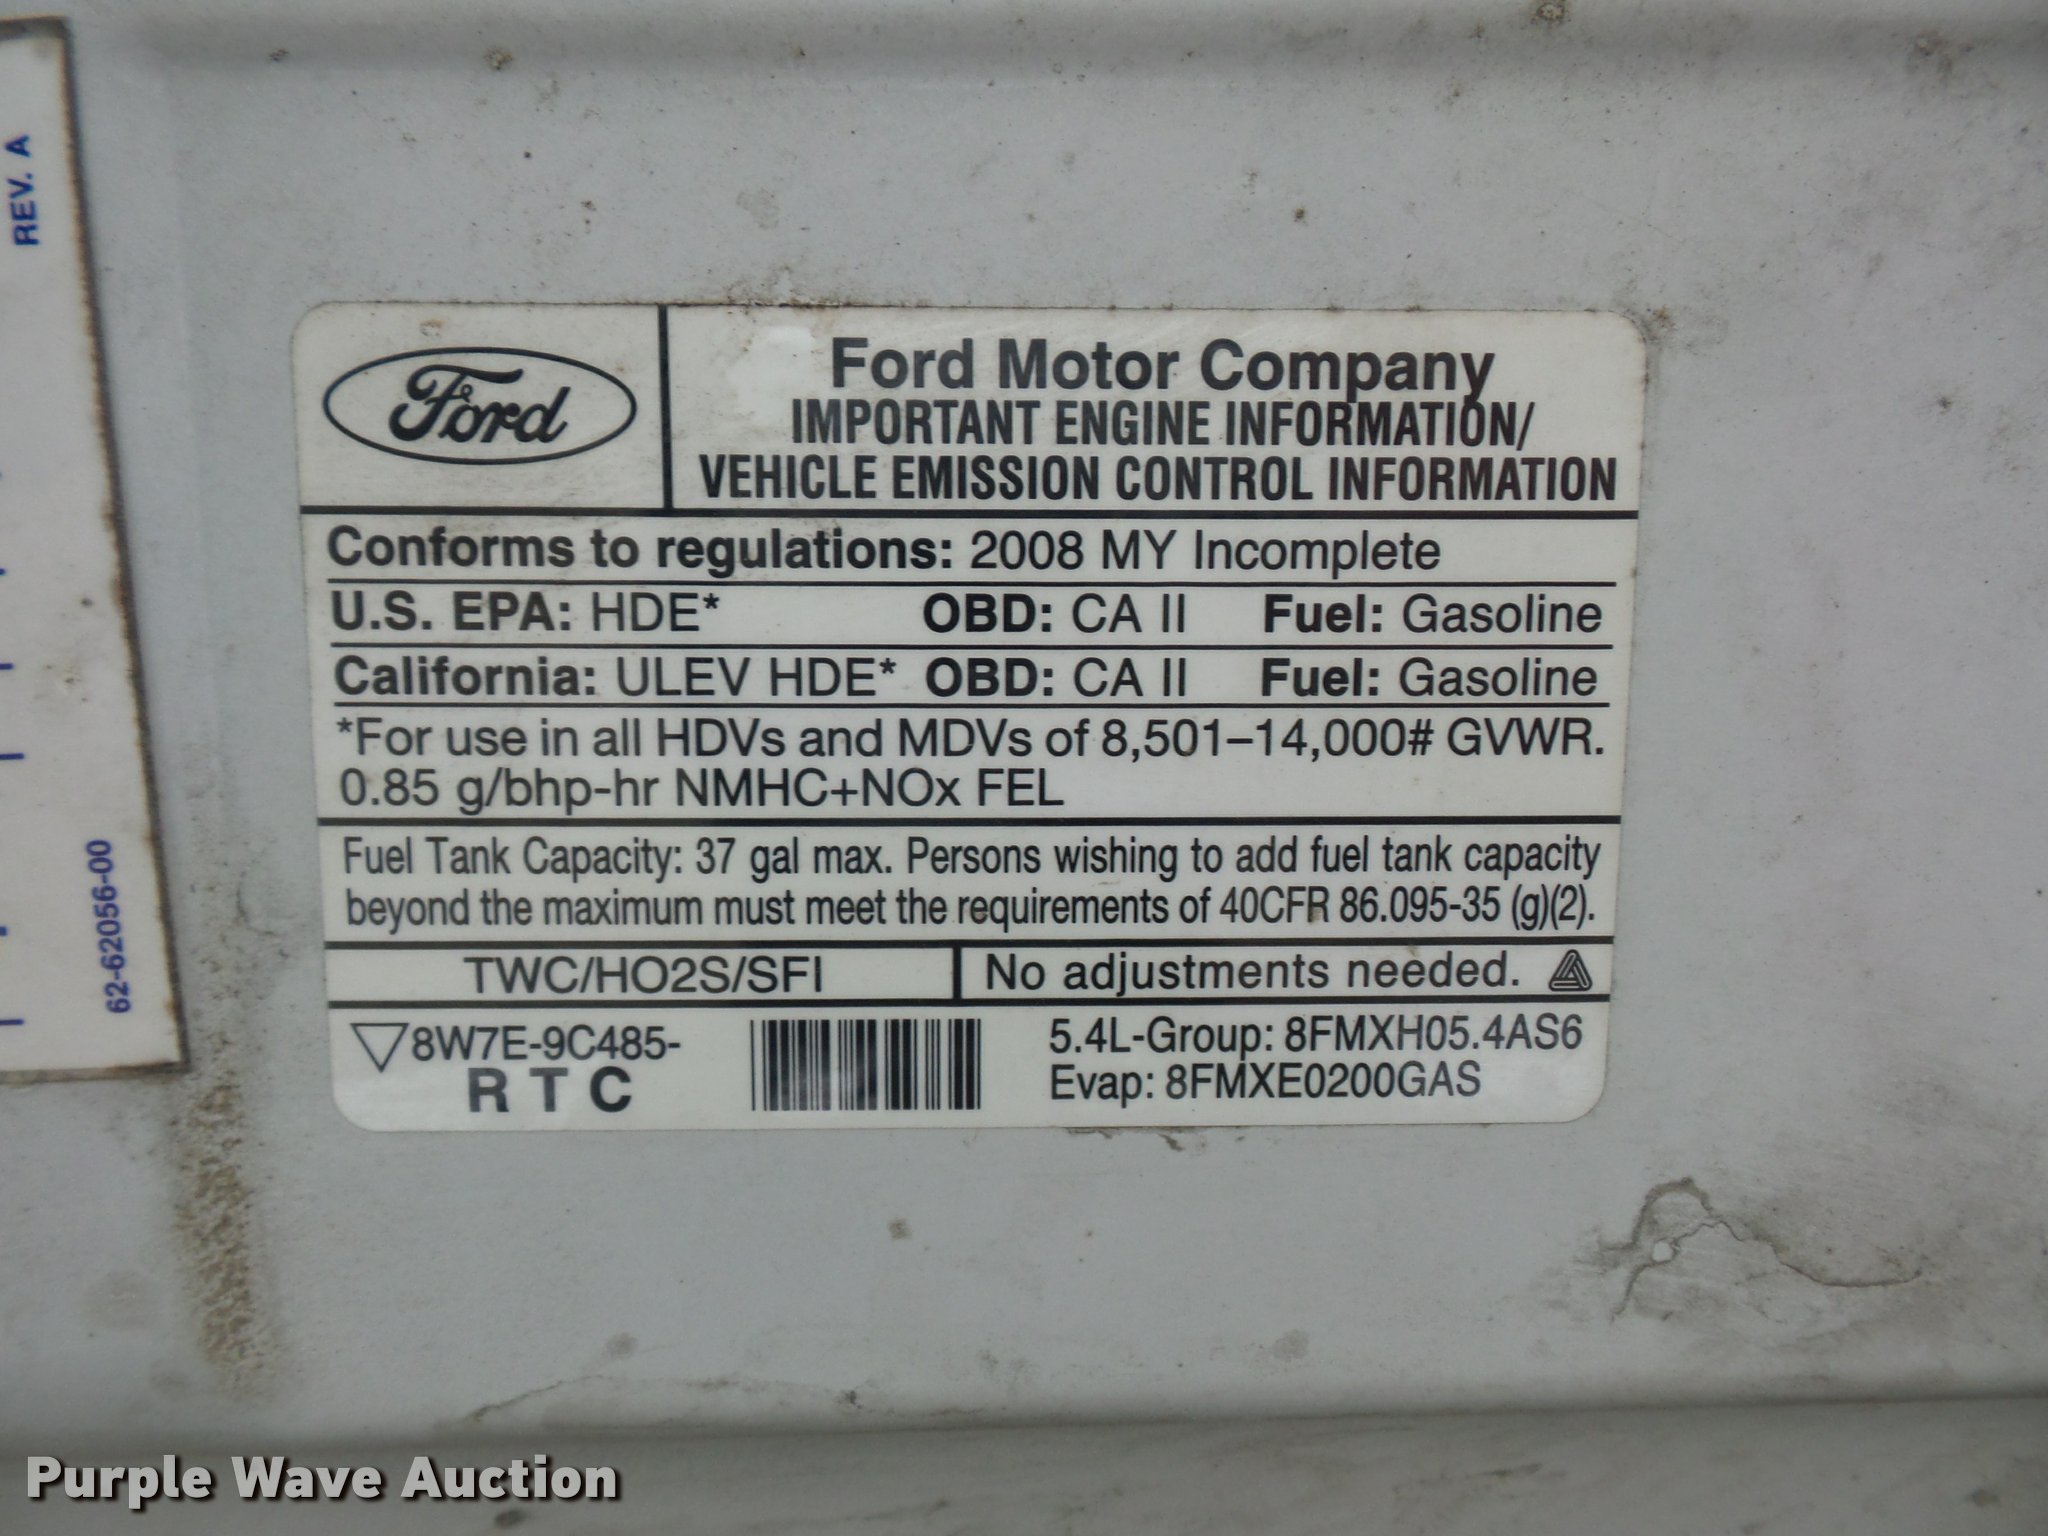 REV. A
62-62056-00
Ford
Ford Motor Company
IMPORTANT ENGINE INFORMATION/
VEHICLE EMISSION CONTROL INFORMATION
Conforms to regulations: 2008 MY Incomplete
U.S. EPA: HDE* OBD: CA II Fuel: Gasoline
California: ULEV HDE* OBD: CA II Fuel: Gasoline
*For use in all HDVs and MDVs of 8,501–14,000# GVWR.
0.85 g/bhp-hr NMHC+NOx FEL
Fuel Tank Capacity: 37 gal max. Persons wishing to add fuel tank capacity
beyond the maximum must meet the requirements of 40CFR 86.095-35 (g)(2).
TWC/HO2S/SFI No adjustments needed.
8W7E-9C485-
R T C
5.4L-Group: 8FMXH05.4AS6
Evap: 8FMXE0200GAS
Purple Wave Auction